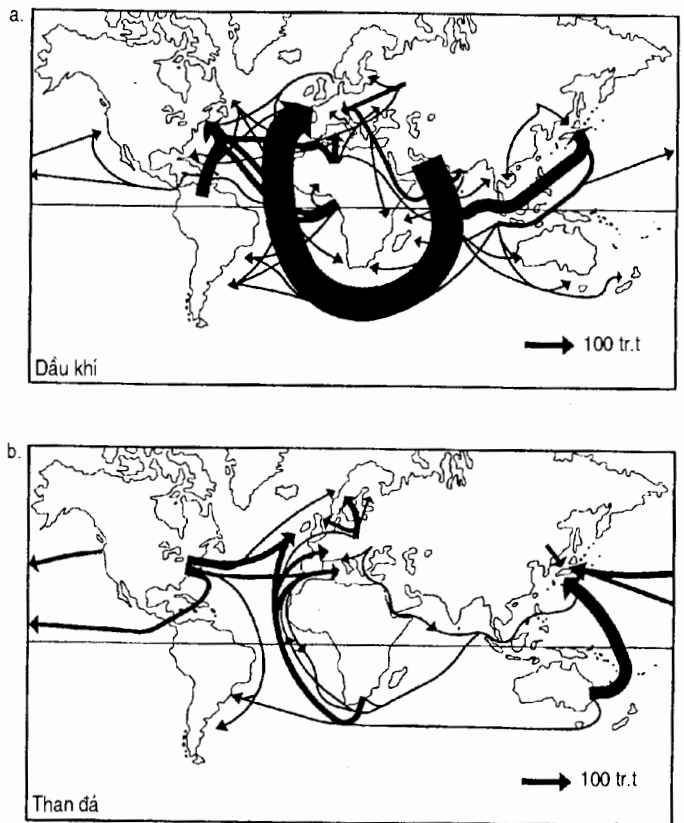 a.
100 tr.t
Dầu khí
b.
100 tr.t
Than đá